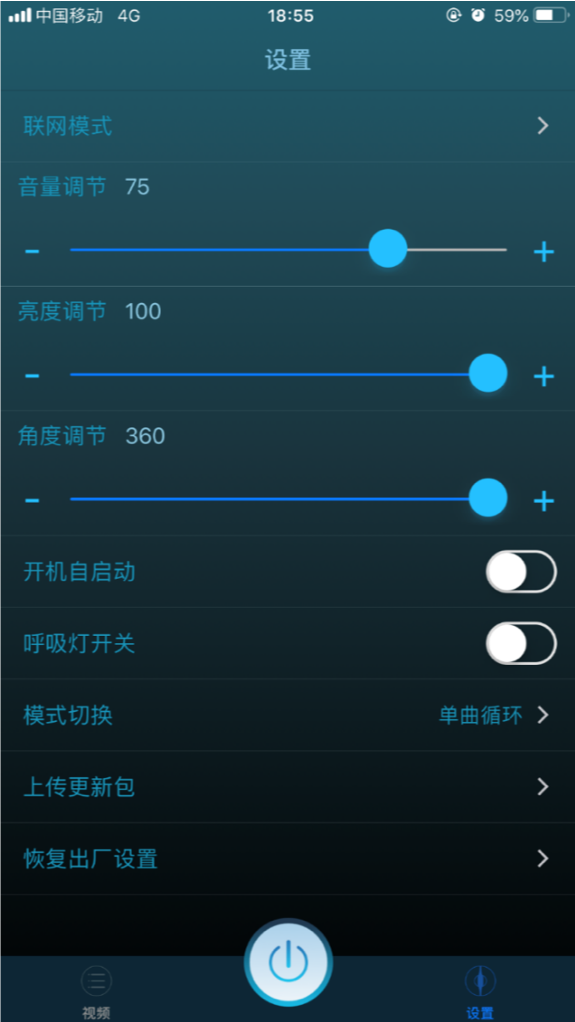 中国移动 4G 18:55 59%
设置
联网模式
音量调节 75
- +
亮度调节 100
- +
角度调节 360
- +
开机自启动
呼吸灯开关
模式切换 单曲循环
上传更新包
恢复出厂设置
视频 设置